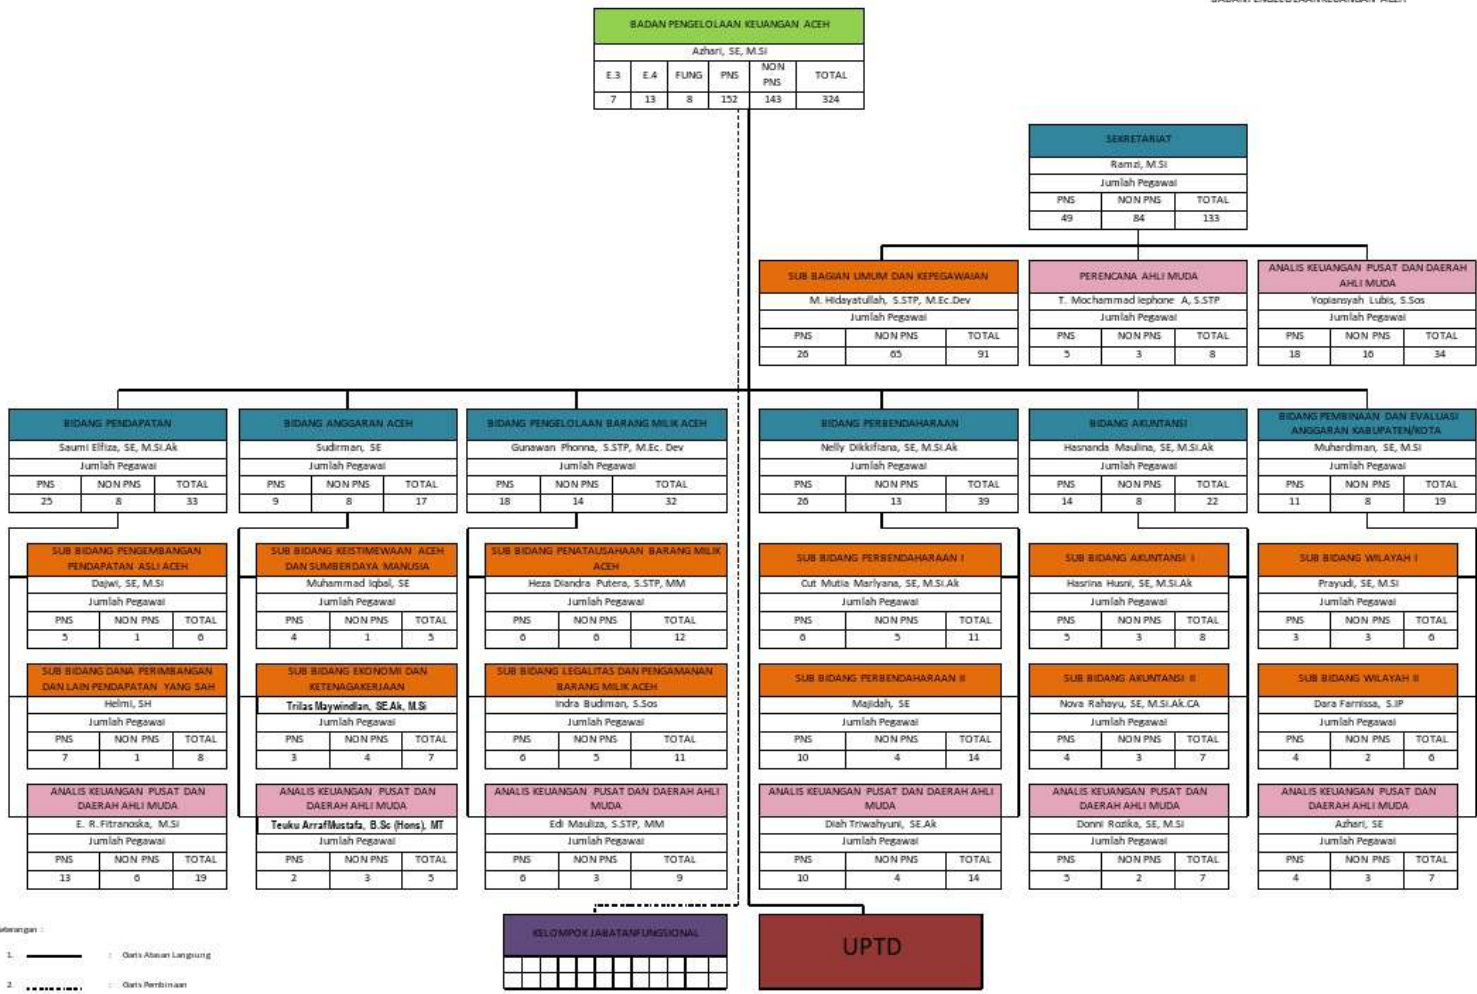 BADAN PENGELOLAAN KEUANGAN ACEH
BADAN PENGELOLAAN KEUANGAN ACEH
Azhari, SE, M.Si
E.3 E.4 FUNG PNS NON PNS TOTAL
7 13 8 152 143 324
SEKRETARIAT
Ramzi, M.Si
Jumlah Pegawai
PNS NON PNS TOTAL
49 84 133
SUB BAGIAN UMUM DAN KEPEGAWAIAN
M. Hidayatullah, S.STP, M.Ec.Dev
Jumlah Pegawai
PNS NON PNS TOTAL
26 65 91
PERENCANA AHLI MUDA
T. Mochammad Iephone A, S.STP
Jumlah Pegawai
PNS NON PNS TOTAL
5 3 8
ANALIS KEUANGAN PUSAT DAN DAERAH
AHLI MUDA
Yopiansyah Lubis, S.Sos
Jumlah Pegawai
PNS NON PNS TOTAL
18 16 34
BIDANG PENDAPATAN
Saumi Elfiza, SE, M.Si.Ak
Jumlah Pegawai
PNS NON PNS TOTAL
25 8 33
BIDANG ANGGARAN ACEH
Sudirman, SE
Jumlah Pegawai
PNS NON PNS TOTAL
9 8 17
BIDANG PENGELOLAAN BARANG MILIK ACEH
Gunawan Phonna, S.STP, M.Ec. Dev
Jumlah Pegawai
PNS NON PNS TOTAL
18 14 32
BIDANG PERBENDAHARAAN
Nelly Dikkifiana, SE, M.Si.Ak
Jumlah Pegawai
PNS NON PNS TOTAL
26 13 39
BIDANG AKUNTANSI
Hasnanda Maulina, SE, M.Si.Ak
Jumlah Pegawai
PNS NON PNS TOTAL
14 8 22
BIDANG PEMBINAAN DAN EVALUASI
ANGGARAN KABUPATEN/KOTA
Muhardiman, SE, M.Si
Jumlah Pegawai
PNS NON PNS TOTAL
11 8 19
SUB BIDANG PENGEMBANGAN
PENDAPATAN ASLI ACEH
Dajwi, SE, M.Si
Jumlah Pegawai
PNS NON PNS TOTAL
5 1 6
SUB BIDANG KEISTIMEWAAN ACEH
DAN SUMBERDAYA MANUSIA
Muhammad Iqbal, SE
Jumlah Pegawai
PNS NON PNS TOTAL
4 1 5
SUB BIDANG PENATAUSAHAAN BARANG MILIK
ACEH
Heza Diandra Putera, S.STP, MM
Jumlah Pegawai
PNS NON PNS TOTAL
6 6 12
SUB BIDANG PERBENDAHARAAN I
Cut Mutia Marlyana, SE, M.Si.Ak
Jumlah Pegawai
PNS NON PNS TOTAL
6 5 11
SUB BIDANG AKUNTANSI I
Hasrina Husni, SE, M.Si.Ak
Jumlah Pegawai
PNS NON PNS TOTAL
5 3 8
SUB BIDANG WILAYAH I
Prayudi, SE, M.Si
Jumlah Pegawai
PNS NON PNS TOTAL
3 3 6
SUB BIDANG DANA PERIMBANGAN
DAN LAIN PENDAPATAN YANG SAH
Helmi, SH
Jumlah Pegawai
PNS NON PNS TOTAL
7 1 8
SUB BIDANG EKONOMI DAN
KETENAGAKERJAAN
Trilas Maywindlan, SE.Ak, M.Si
Jumlah Pegawai
PNS NON PNS TOTAL
3 4 7
SUB BIDANG LEGALITAS DAN PENGAMANAN
BARANG MILIK ACEH
Indra Budiman, S.Sos
Jumlah Pegawai
PNS NON PNS TOTAL
6 5 11
SUB BIDANG PERBENDAHARAAN II
Majidah, SE
Jumlah Pegawai
PNS NON PNS TOTAL
10 4 14
SUB BIDANG AKUNTANSI II
Nova Rahayu, SE, M.Si.Ak.CA
Jumlah Pegawai
PNS NON PNS TOTAL
4 3 7
SUB BIDANG WILAYAH II
Dara Farnissa, S.IP
Jumlah Pegawai
PNS NON PNS TOTAL
4 2 6
ANALIS KEUANGAN PUSAT DAN
DAERAH AHLI MUDA
E. R. Fitranoska, M.Si
Jumlah Pegawai
PNS NON PNS TOTAL
13 6 19
ANALIS KEUANGAN PUSAT DAN
DAERAH AHLI MUDA
Teuku ArrafMustafa, B.Sc (Hons), MT
Jumlah Pegawai
PNS NON PNS TOTAL
2 3 5
ANALIS KEUANGAN PUSAT DAN DAERAH AHLI
MUDA
Edi Mauliza, S.STP, MM
Jumlah Pegawai
PNS NON PNS TOTAL
6 3 9
ANALIS KEUANGAN PUSAT DAN DAERAH AHLI
MUDA
Diah Triwahyuni, SE.Ak
Jumlah Pegawai
PNS NON PNS TOTAL
10 4 14
ANALIS KEUANGAN PUSAT DAN
DAERAH AHLI MUDA
Donni Rozika, SE, M.Si
Jumlah Pegawai
PNS NON PNS TOTAL
5 2 7
ANALIS KEUANGAN PUSAT DAN
DAERAH AHLI MUDA
Azhari, SE
Jumlah Pegawai
PNS NON PNS TOTAL
4 3 7
KELOMPOK JABATANFUNGSIONAL
UPTD
eterangan :
1. : Garis Atasan Langsung
2. : Garis Pembinaan